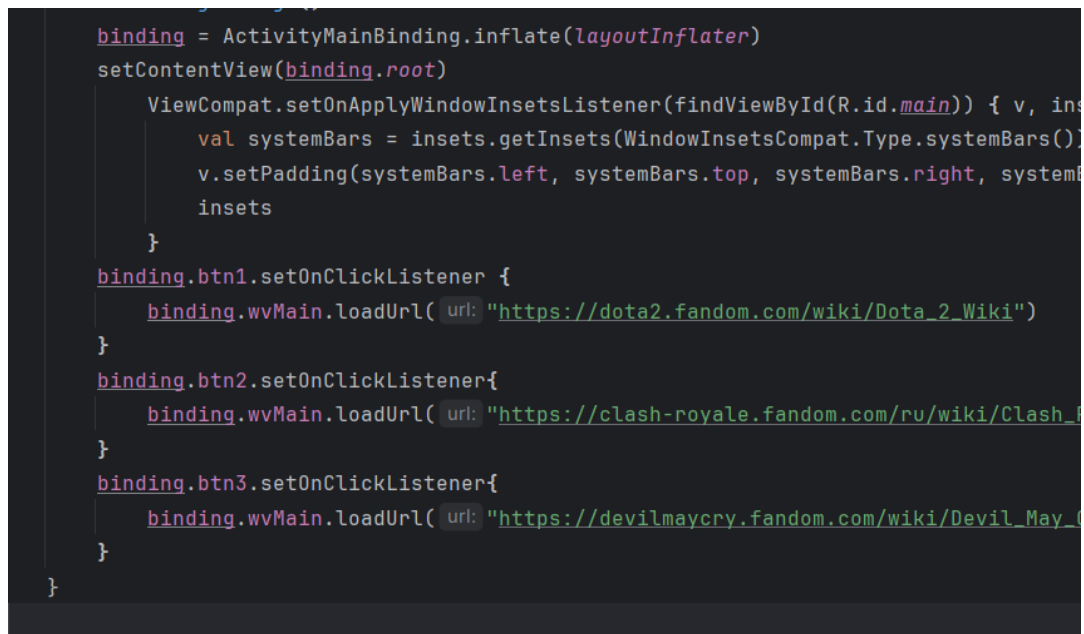 binding = ActivityMainBinding.inflate(layoutInflater)
setContentView(binding.root)
ViewCompat.setOnApplyWindowInsetsListener(findViewById(R.id.main)) { v,
val systemBars = insets.getInsets(WindowInsetsCompat.Type.systemBars())
v.setPadding(systemBars.left, systemBars.top, systemBars.right,
insets
}
binding.btn1.setOnClickListener {
binding.wvMain.loadUrl( url: "https://dota2.fandom.com/wiki/Dota_2_Wiki")
}
binding.btn2.setOnClickListener{
binding.wvMain.loadUrl( url: "https://clash-royale.fandom.com/ru/wiki/Clash_
}
binding.btn3.setOnClickListener{
binding.wvMain.loadUrl( url: "https://devilmaycry.fandom.com/wiki/Devil_May_
}
}